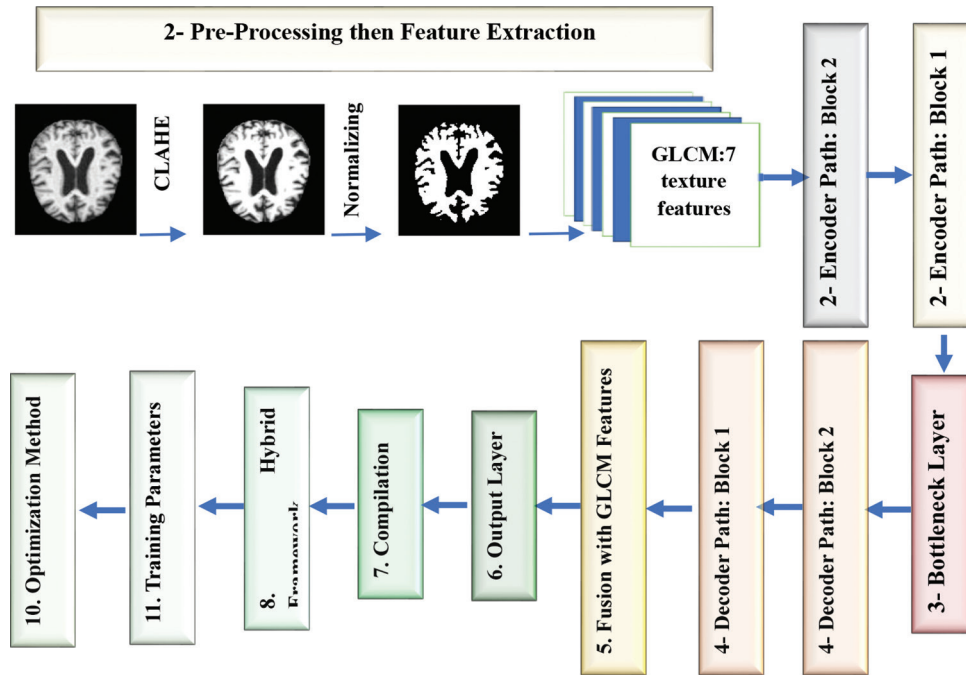 2- Pre-Processing then Feature Extraction
CLAHE
Normalizing
GLCM:7
texture
features
2- Encoder Path: Block 2
2- Encoder Path: Block 1
3- Bottleneck Layer
4- Decoder Path: Block 2
4- Decoder Path: Block 1
5. Fusion with GLCM Features
6. Output Layer
7. Compilation
8. Hybrid
Framework
11. Training Parameters
10. Optimization Method